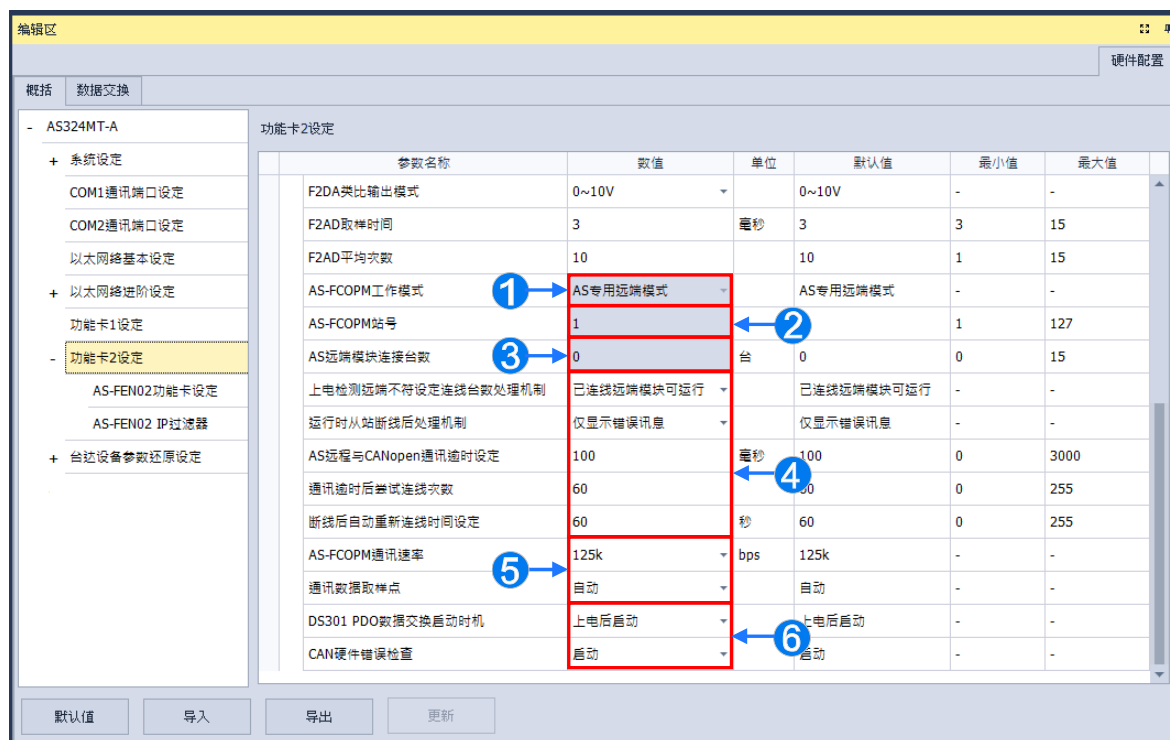 编辑区
硬件配置
概括 数据交换
- AS324MT-A
+ 系统设定
COM1通讯端口设定
COM2通讯端口设定
以太网络基本设定
+ 以太网络进阶设定
功能卡1设定
- 功能卡2设定
AS-FEN02功能卡设定
AS-FEN02 IP过滤器
+ 台达设备参数还原设定
功能卡2设定
参数名称 数值 单位 默认值 最小值 最大值
F2DA类比输出模式 0~10V 0~10V - -
F2AD取样时间 3 毫秒 3 3 15
F2AD平均次数 10 10 1 15
AS-FCOPM工作模式 1 AS专用远端模式 AS专用远端模式 - -
AS-FCOPM站号 1 2 1 127
AS远端模块连接台数 3 0 台 0 0 15
上电检测远端不符设定连线台数处理机制 已连线远端模块可运行 已连线远端模块可运行 - -
运行时从站断线后处理机制 仅显示错误讯息 仅显示错误讯息 - -
AS远程与CANopen通讯逾时设定 100 毫秒 100 0 3000
4
通讯逾时后尝试连线次数 60 60 0 255
断线后自动重新连线时间设定 60 秒 60 0 255
AS-FCOPM通讯速率 125k bps 125k - -
5
通讯数据取样点 自动 自动 - -
DS301 PDO数据交换启动时机 上电后启动 上电后启动 - -
6
CAN硬件错误检查 启动 启动 - -
默认值 导入 导出 更新